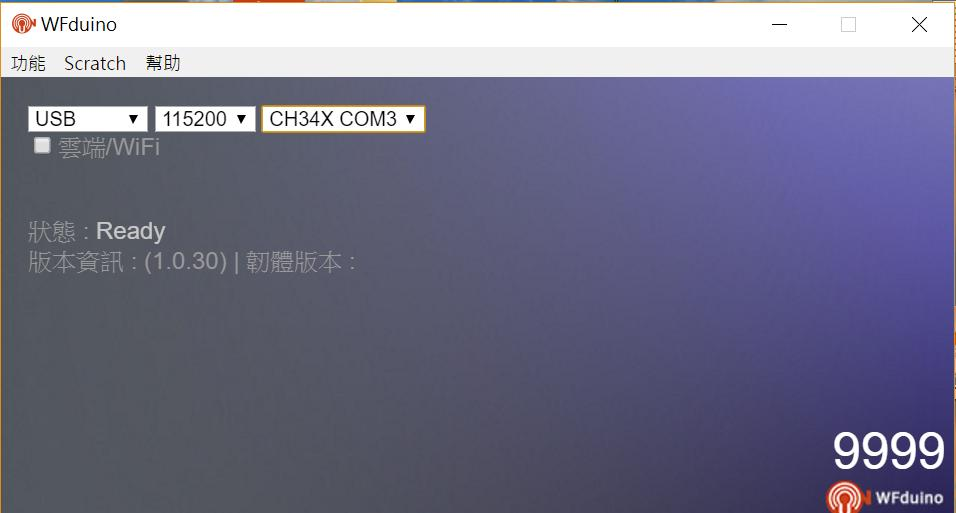 WFduino
功能 Scratch 幫助
USB 115200 CH34X COM3
雲端/WiFi
狀態 : Ready
版本資訊 : (1.0.30) | 韌體版本 :
9999
WFduino